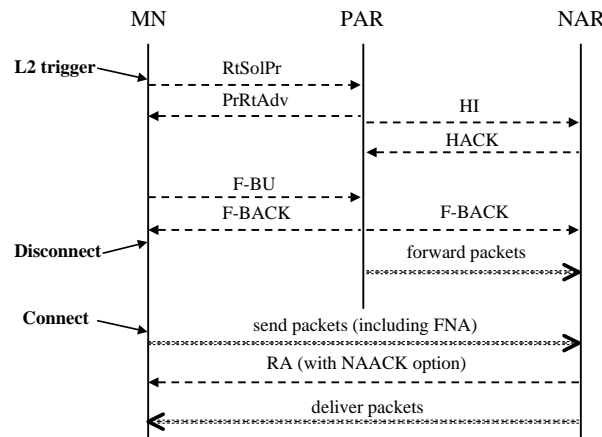 MN PAR NAR
L2 trigger
RtSolPr
PrRtAdv
HI
HACK
F-BU
F-BACK F-BACK
Disconnect
forward packets
Connect
send packets (including FNA)
RA (with NAACK option)
deliver packets